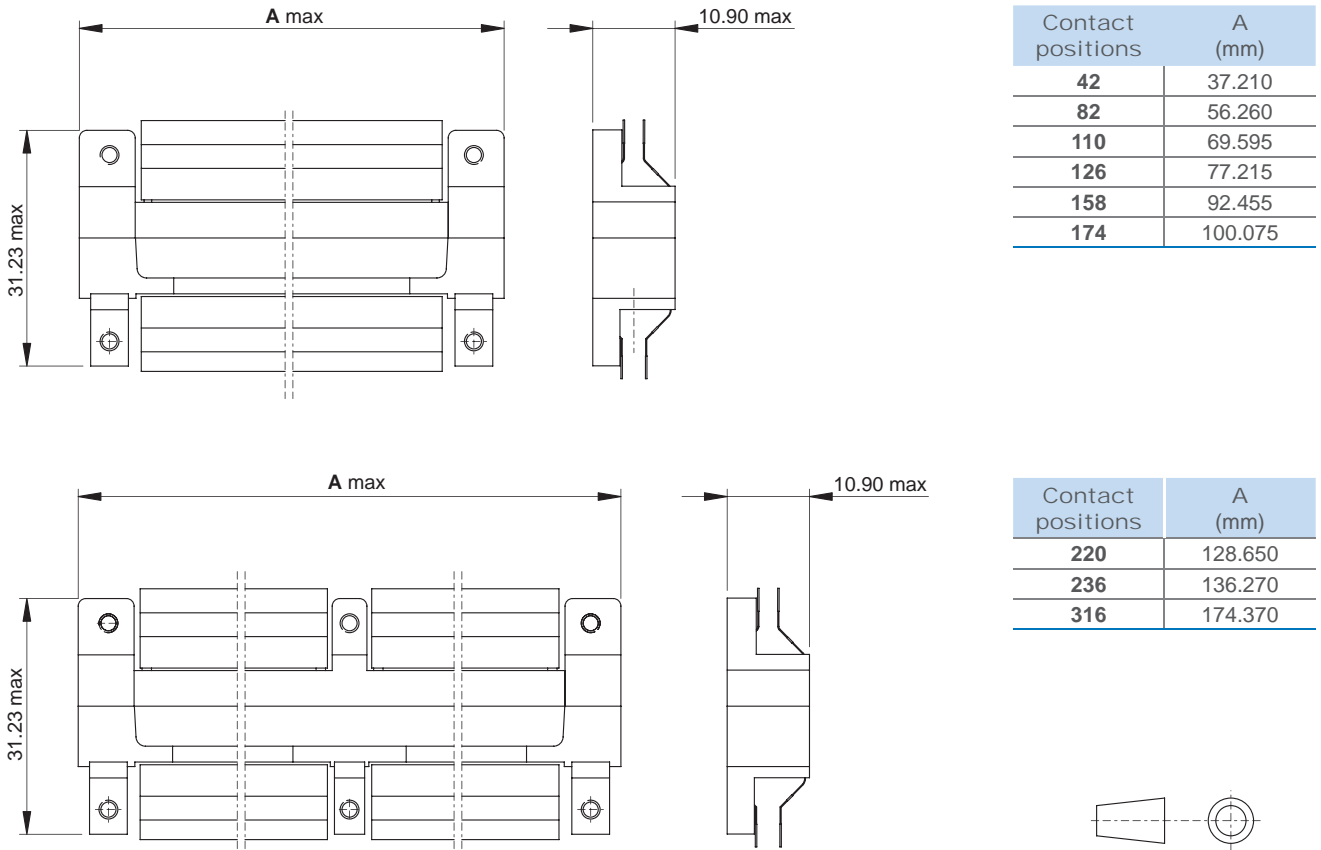 A max
10.90 max
31.23 max
Contact positions A (mm)
42 37.210
82 56.260
110 69.595
126 77.215
158 92.455
174 100.075
A max
10.90 max
31.23 max
Contact positions A (mm)
220 128.650
236 136.270
316 174.370